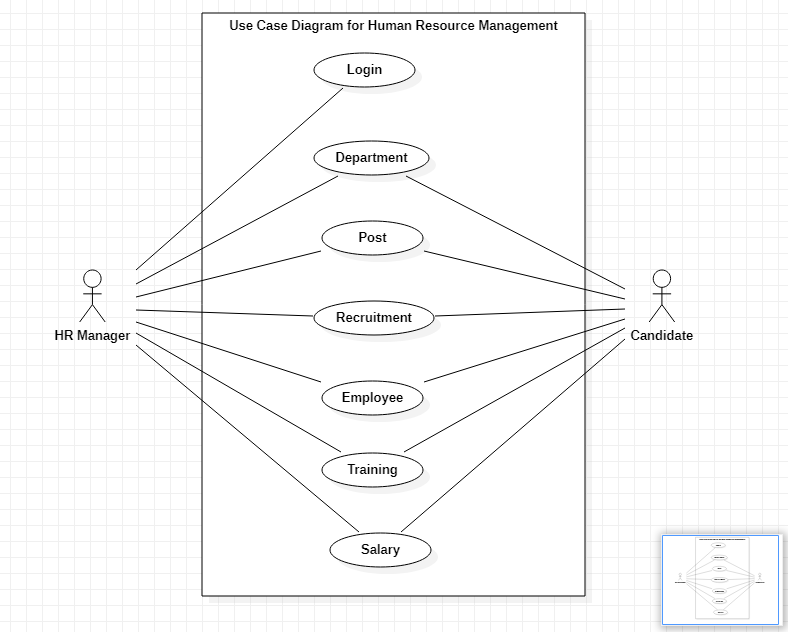 Use Case Diagram for Human Resource Management
Login
Department
Post
HR Manager
Recruitment
Candidate
Employee
Training
Salary